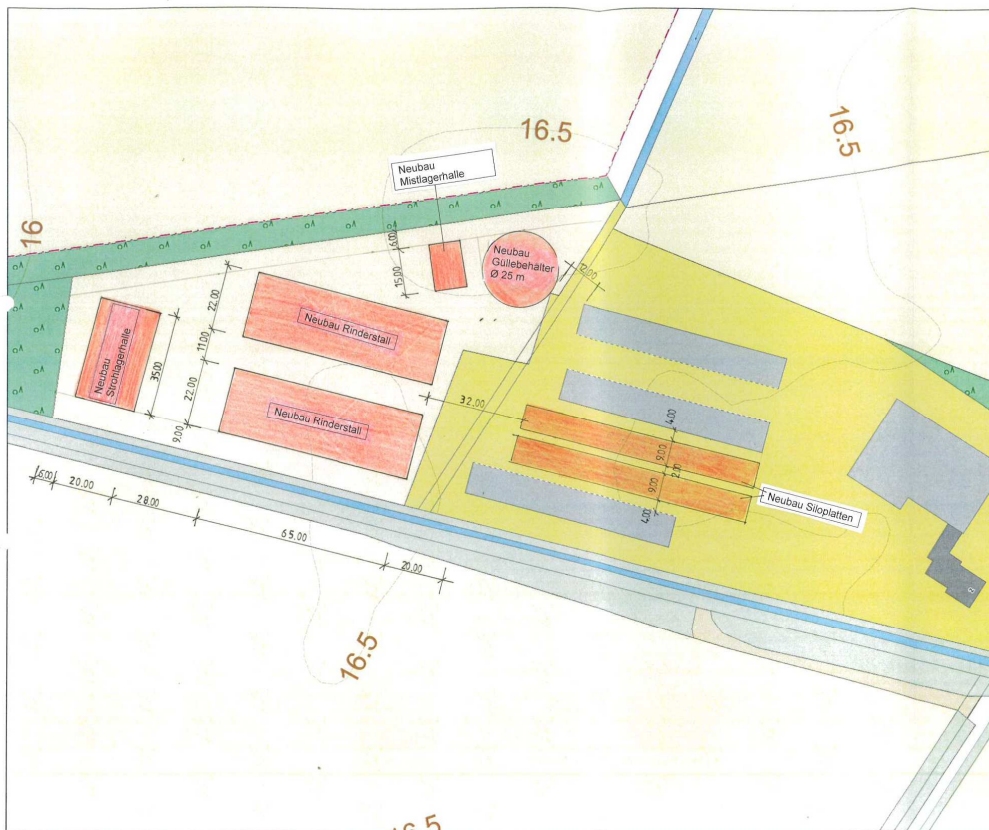 16.5
16.5
16
Neubau
Mistlagerhalle
6.00
15.00
Neubau
Güllebehälter
Ø 25 m
2.00
22.00
11.00
22.00
9.00
Neubau Rinderstall
Neubau Rinderstall
Neubau
Strohlagerhalle
35.00
32.00
4.00
9.00
2.00
9.00
4.00
Neubau Siloplatten
6.00
20.00
28.00
65.00
20.00
16.5
16.5